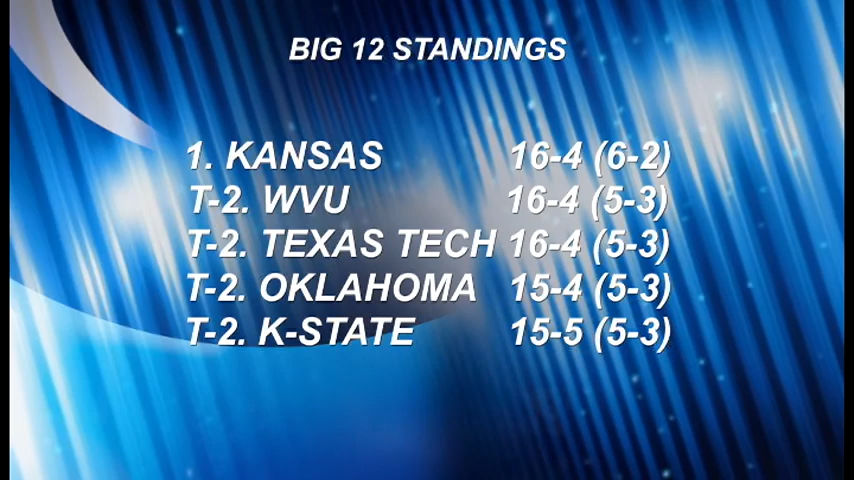 BIG 12 STANDINGS
1. KANSAS 16-4 (6-2)
T-2. WVU 16-4 (5-3)
T-2. TEXAS TECH 16-4 (5-3)
T-2. OKLAHOMA 15-4 (5-3)
T-2. K-STATE 15-5 (5-3)